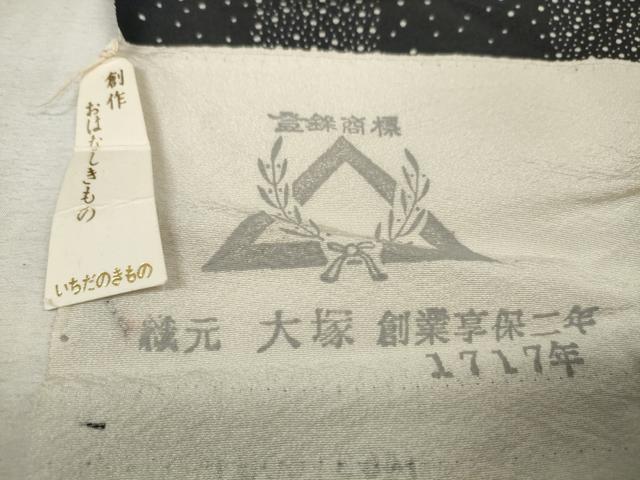 創作
おはなしきもの
いちだのきもの
登録商標
織元 大塚 創業享保二年
1717年